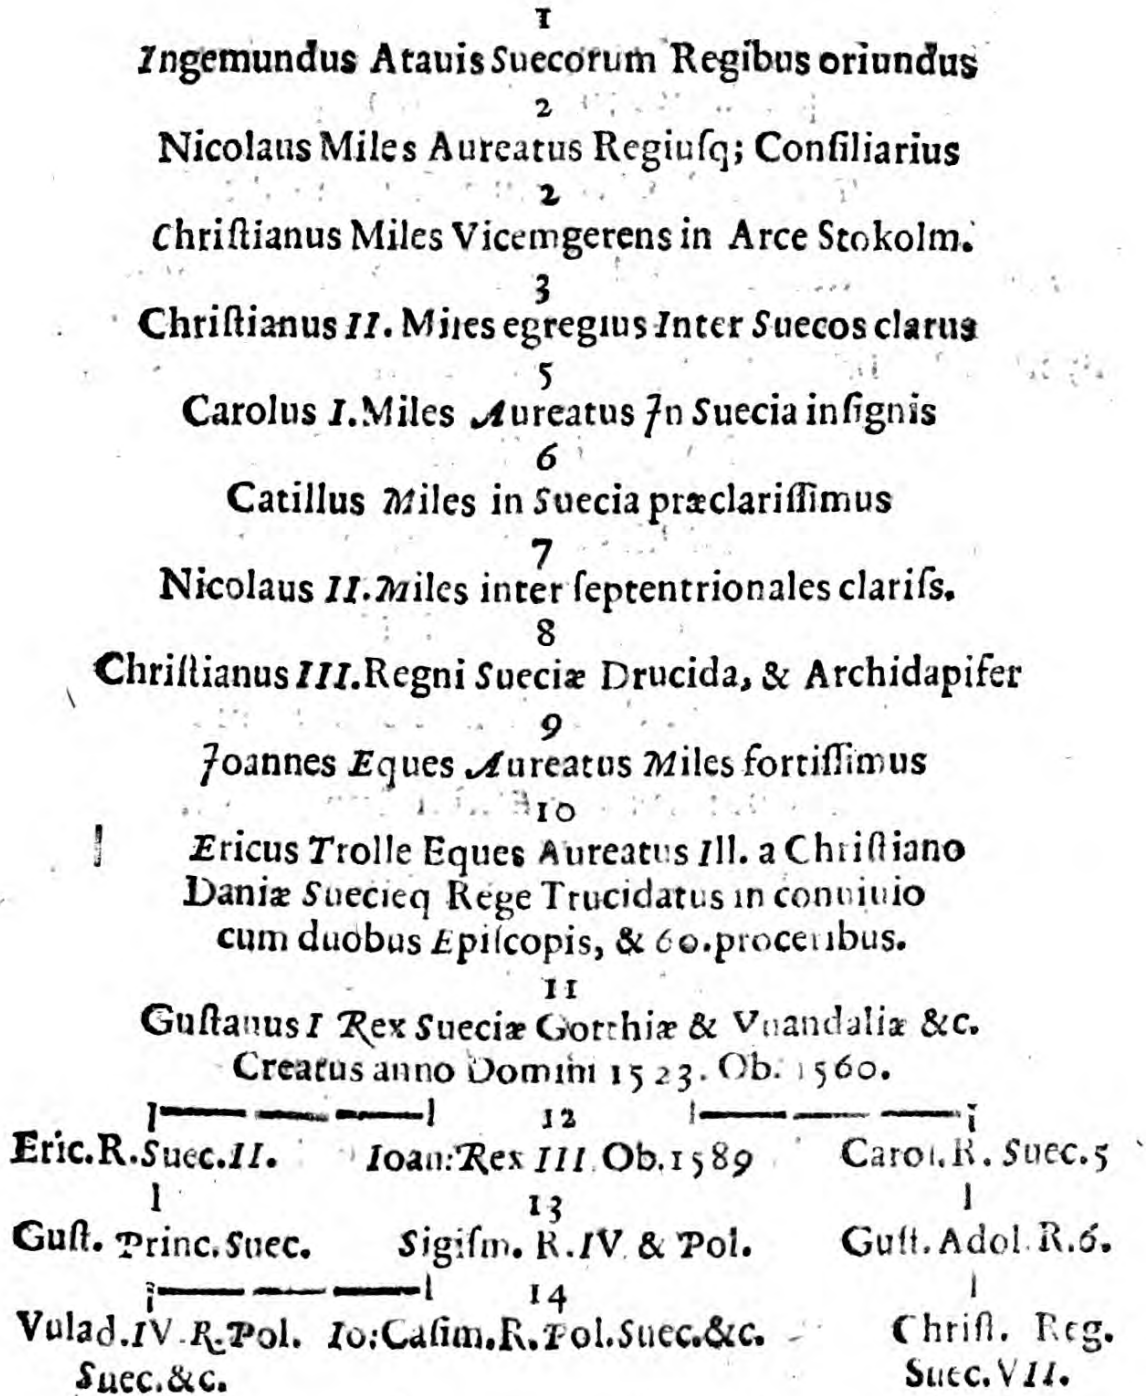 1
Ingemundus Atauis Suecorum Regibus oriundus
2
Nicolaus Miles Aureatus Regiuſq; Conſiliarius
2
Chriſtianus Miles Vicemgerens in Arce Stokolm.
3
Chriſtianus II. Miles egregius Inter Suecos clarus
5
Carolus I. Miles Aureatus In Suecia inſignis
6
Catillus Miles in Suecia præclariſſimus
7
Nicolaus II. Miles inter ſeptentrionales clariſs.
8
Chriſtianus III. Regni Sueciæ Drucida, & Archidapifer
9
Joannes Eques Aureatus Miles fortiſſimus
10
Ericus Trolle Eques Aureatus Ill. a Chriſtiano
Daniæ Suecieq Rege Trucidatus in conuiuio
cum duobus Epiſcopis, & 60. proceribus.
11
Guſtauus I Rex Sueciæ Gotthiæ & Vuandaliæ &c.
Creatus anno Domini 1523. Ob. 1560.
12
Eric. R. Suec. II. Ioan: Rex III. Ob. 1589 Carol. R. Suec. 5
13
Guſt. Princ. Suec. Sigiſm. R. IV & Pol. Guſt. Adol. R. 6.
14
Vulad. IV. R. Pol. Io: Caſim. R. Pol. Suec. &c. Chriſt. Reg.
Suec. &c. Suec. VII.